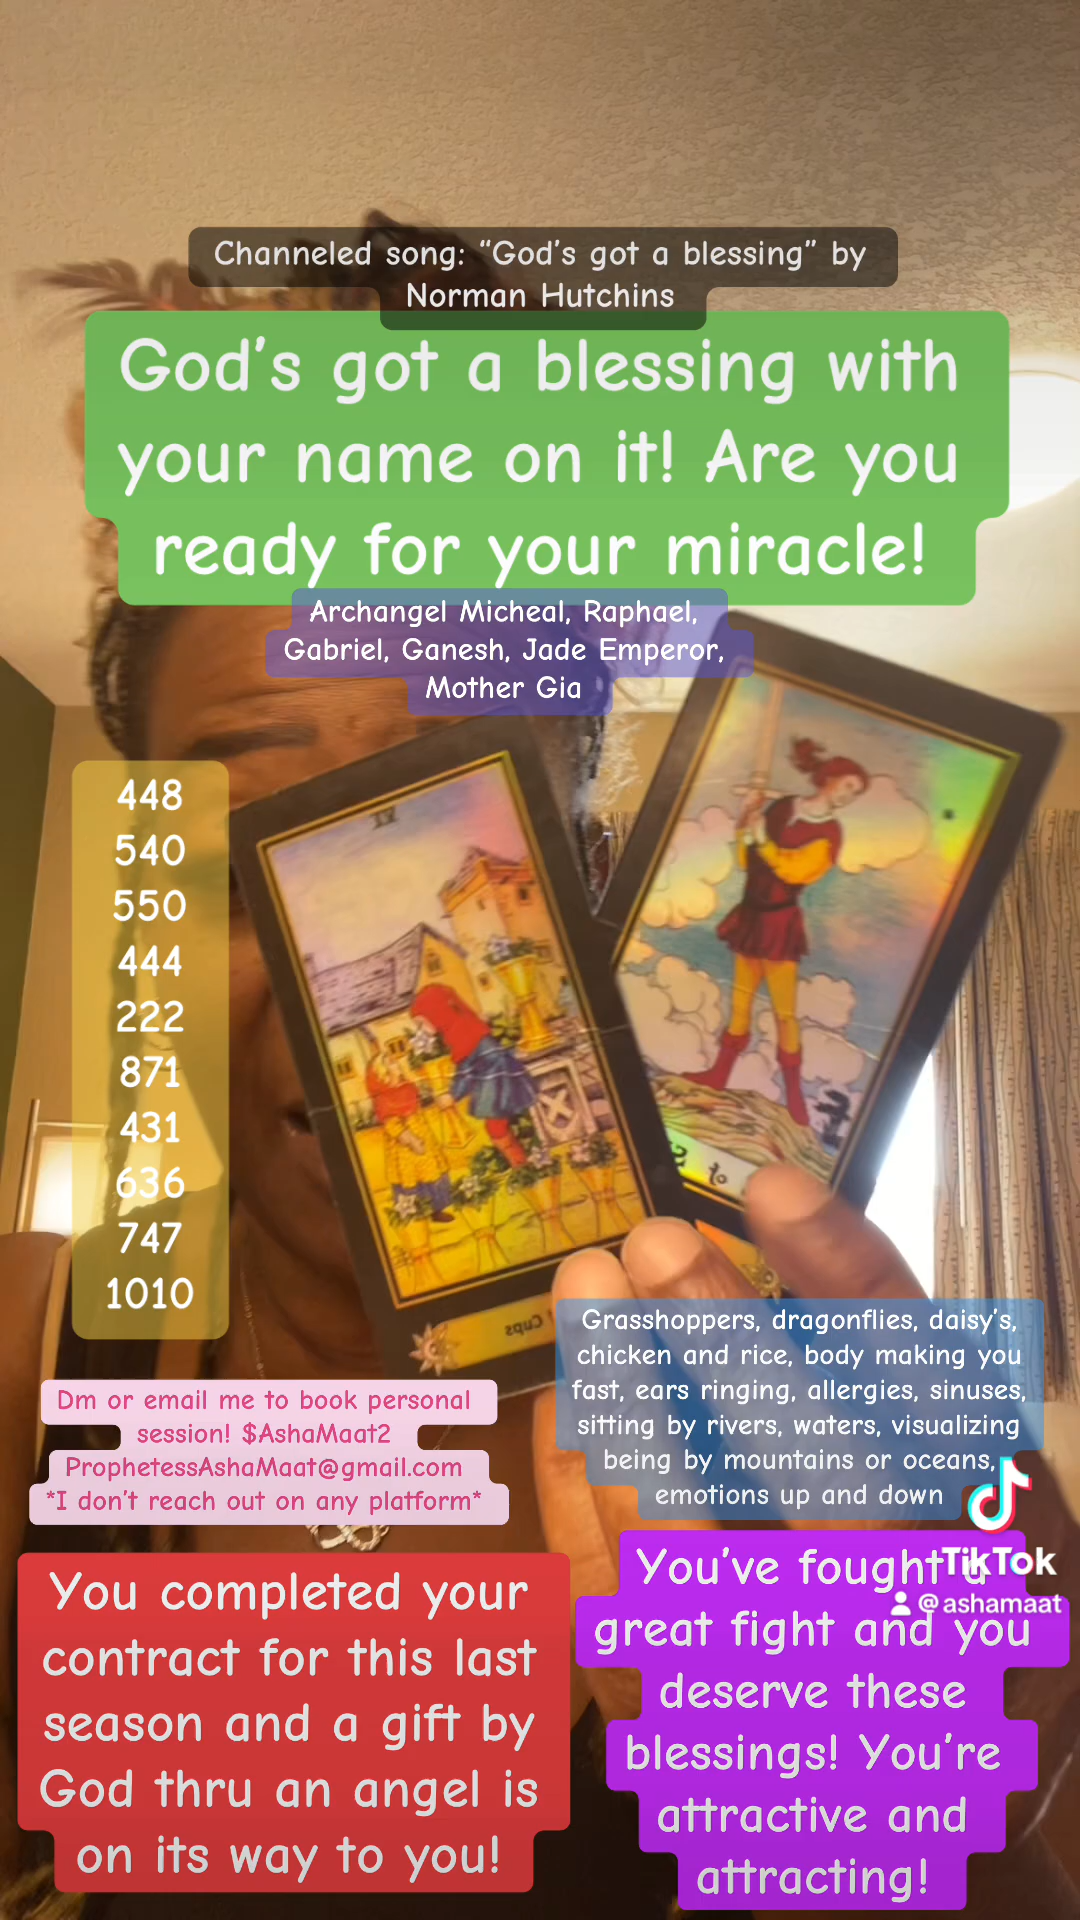 Channeled song: “God’s got a blessing” by
Norman Hutchins
God’s got a blessing with
your name on it! Are you
ready for your miracle!
Archangel Micheal, Raphael,
Gabriel, Ganesh, Jade Emperor,
Mother Gia
448
540
550
444
222
871
431
636
747
1010
VI
Cups
Grasshoppers, dragonflies, daisy’s,
chicken and rice, body making you
fast, ears ringing, allergies, sinuses,
sitting by rivers, waters, visualizing
being by mountains or oceans,
emotions up and down
Dm or email me to book personal
session! $AshaMaat2
ProphetessAshaMaat@gmail.com
*I don’t reach out on any platform*
You completed your
contract for this last
season and a gift by
God thru an angel is
on its way to you!
You’ve fought a
great fight and you
deserve these
blessings! You’re
attractive and
attracting!
TikTok
@ashamaat